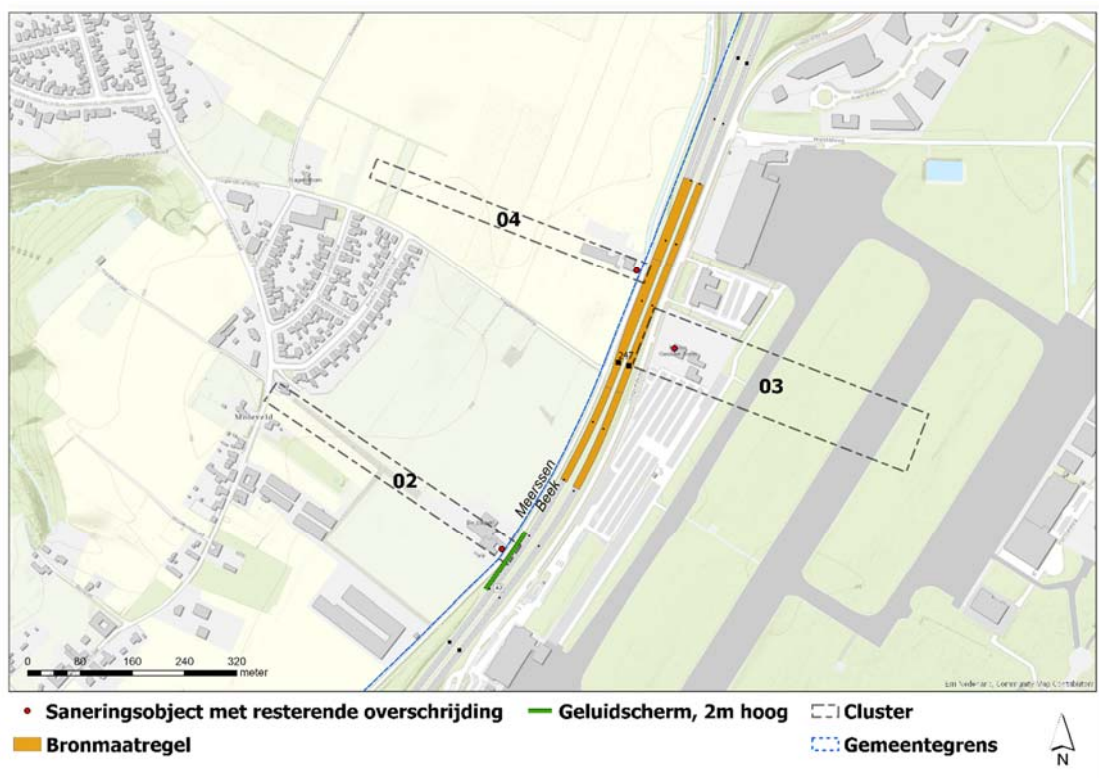 04
247
03
02
Meerssen
Beek
0 80 160 240 320
meter
Esri Nederland, Community Map Contributors
Saneringsobject met resterende overschrijding
Geluidscherm, 2m hoog
Cluster
Bronmaatregel
Gemeentegrens
N